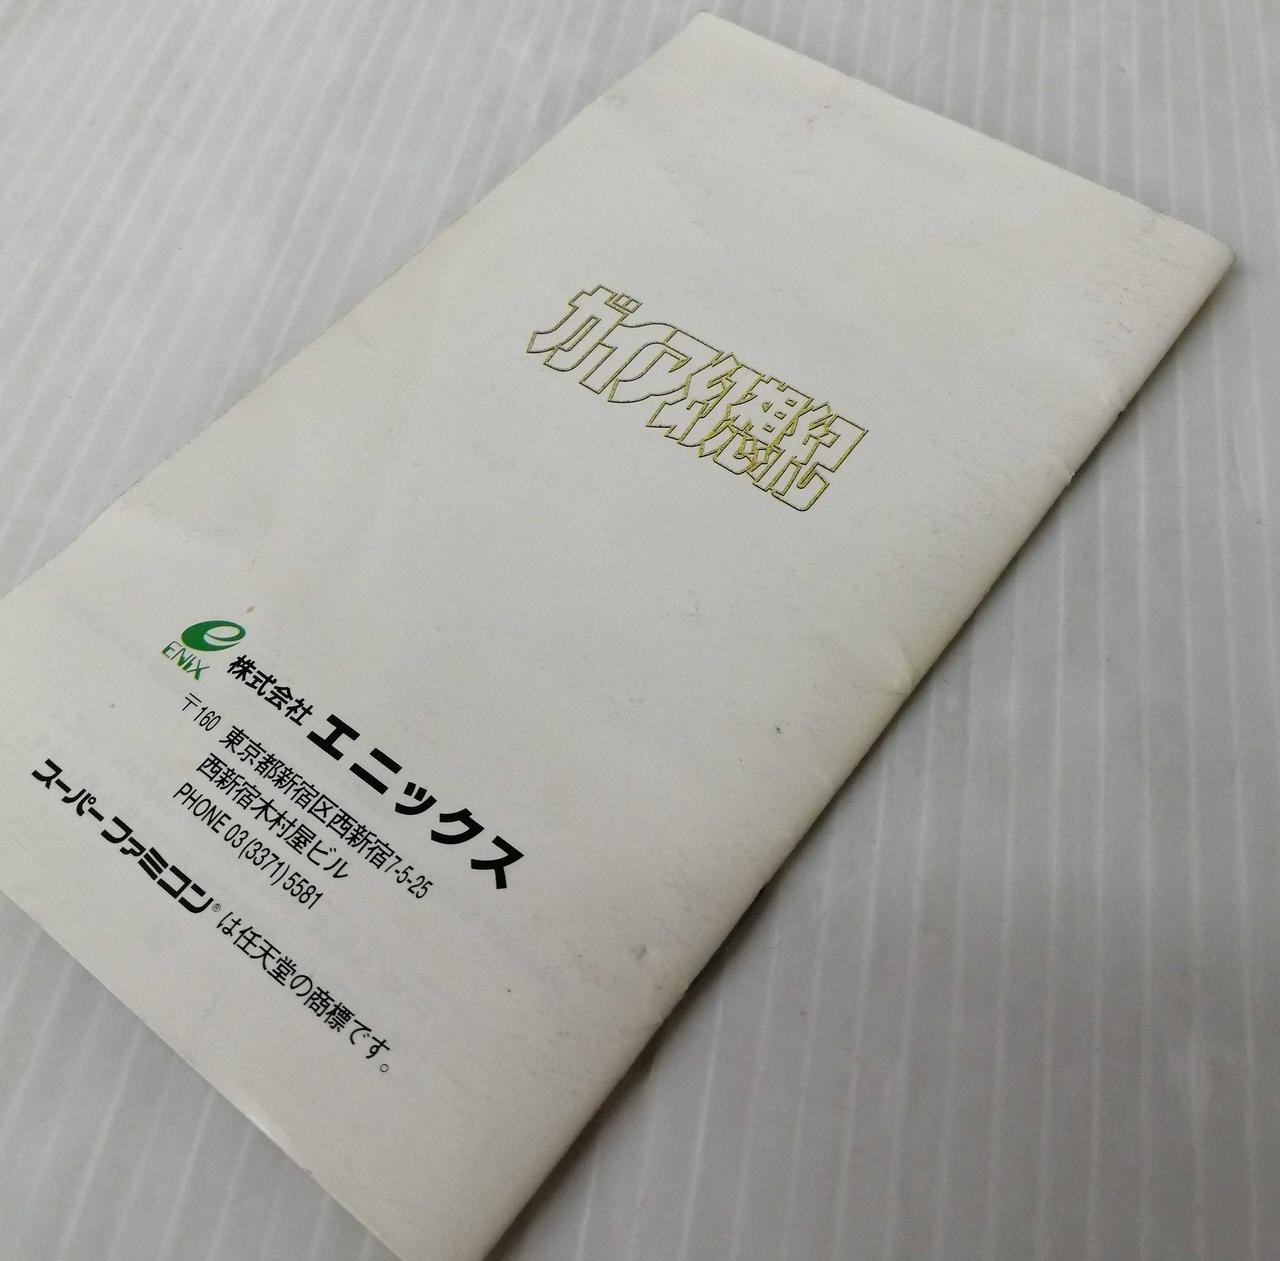 ガイア幻想紀
ENIX
株式会社 エニックス
〒160 東京都新宿区西新宿7-5-25
西新宿木村屋ビル
PHONE 03 (3371) 5581
スーパーファミコン®は任天堂の商標です。